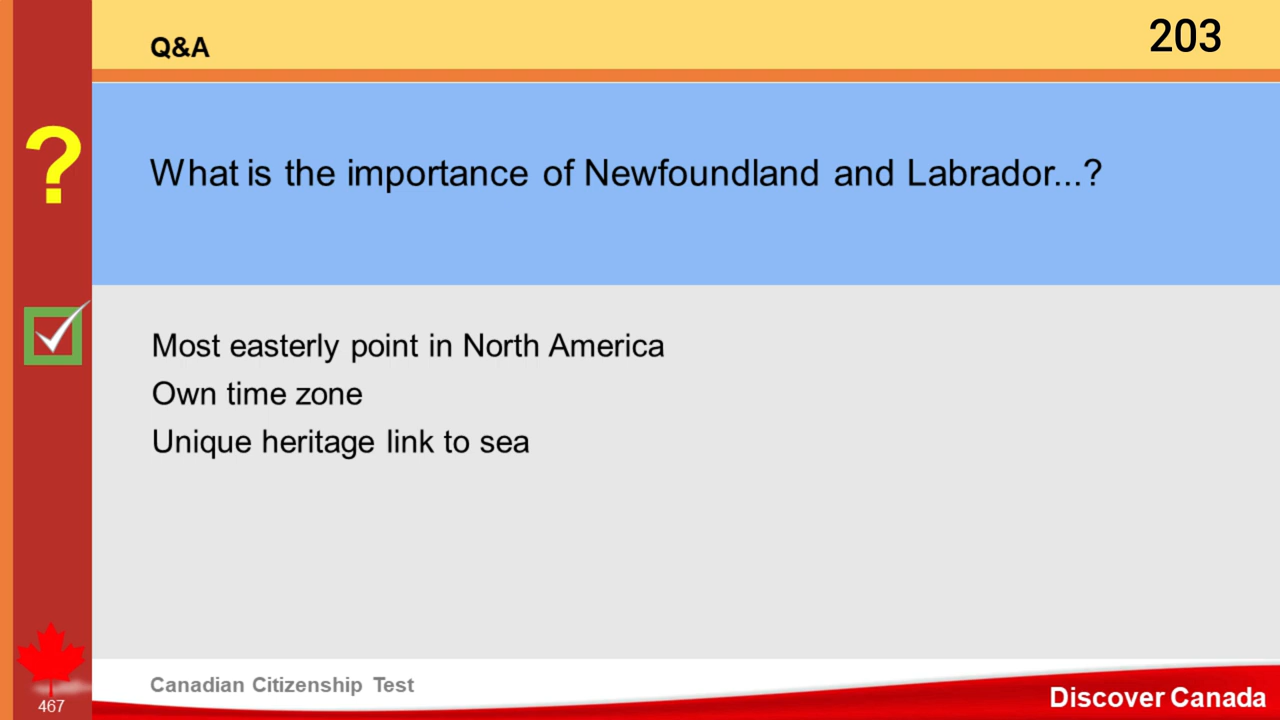 Q&A
203
?
What is the importance of Newfoundland and Labrador...?
Most easterly point in North America
Own time zone
Unique heritage link to sea
Canadian Citizenship Test
467
Discover Canada